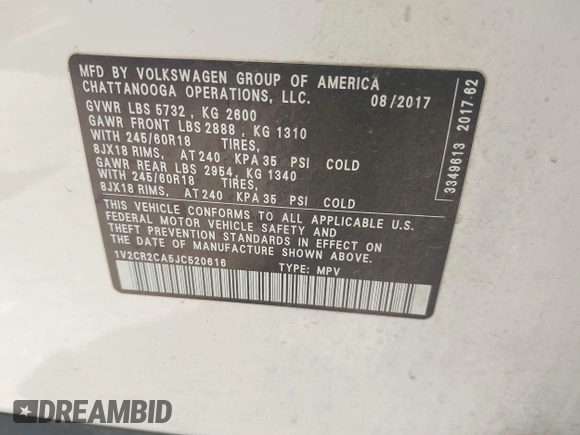 MFD BY VOLKSWAGEN GROUP OF AMERICA
CHATTANOOGA OPERATIONS, LLC. 08/2017
GVWR LBS 5732 , KG 2600
GAWR FRONT LBS 2888 , KG 1310
WITH 245/60R18 TIRES,
8JX18 RIMS, AT 240 KPA 35 PSI COLD
GAWR REAR LBS 2954, KG 1340
WITH 245/60R18 TIRES,
8JX18 RIMS, AT 240 KPA 35 PSI COLD
THIS VEHICLE CONFORMS TO ALL APPLICABLE
FEDERAL MOTOR VEHICLE SAFETY AND
THEFT PREVENTION STANDARDS IN EFFECT ON
THE DATE OF MANUFACTURE SHOWN ABOVE.
1V2CR2CA5JC520616 TYPE: MPV
3349613 2017-62
DREAMBID